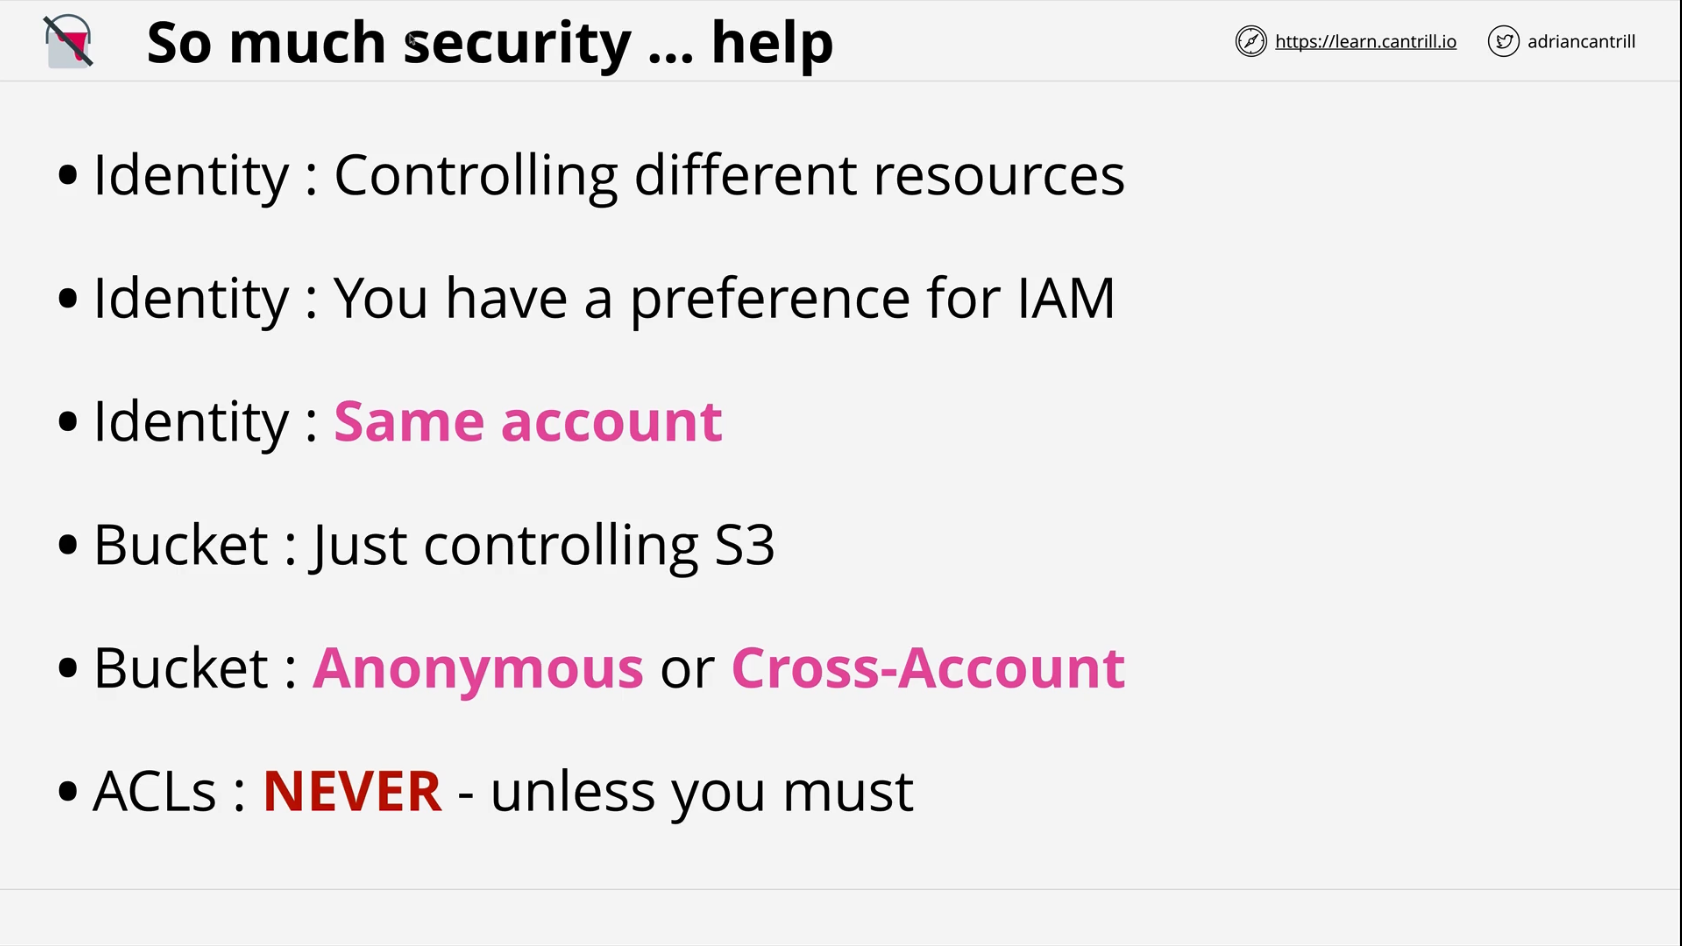 So much security ... help
https://learn.cantrill.io
adriancantrill
• Identity : Controlling different resources
• Identity : You have a preference for IAM
• Identity : Same account
• Bucket : Just controlling S3
• Bucket : Anonymous or Cross-Account
• ACLs : NEVER - unless you must